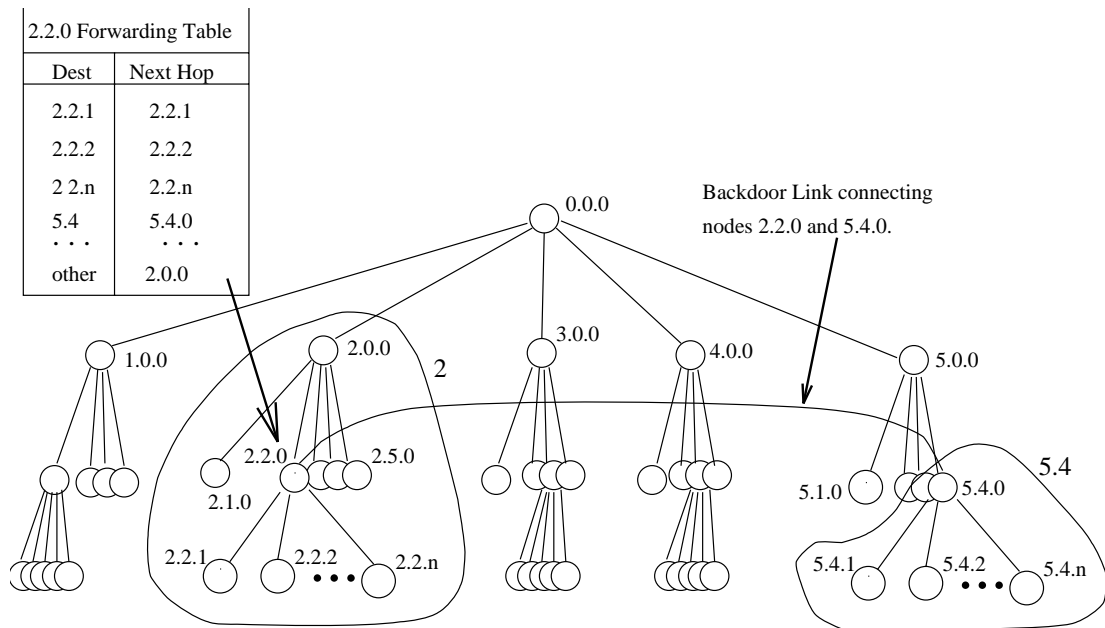 2.2.0 Forwarding Table
Dest Next Hop
2.2.1 2.2.1
2.2.2 2.2.2
2 2.n 2.2.n
5.4 5.4.0
. . . . . .
other 2.0.0
0.0.0
Backdoor Link connecting
nodes 2.2.0 and 5.4.0.
1.0.0
2.0.0
2
3.0.0
4.0.0
5.0.0
2.2.0
2.5.0
2.1.0
5.1.0
5.4.0
5.4
2.2.1
2.2.2
2.2.n
5.4.1
5.4.2
5.4.n